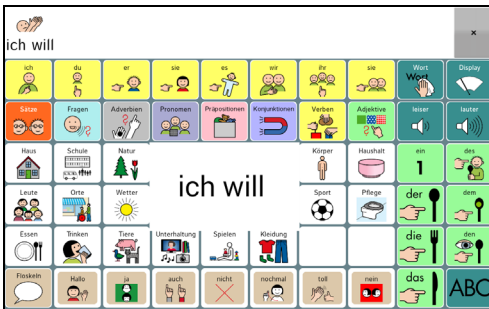 ich will
×
ich du er sie es wir ihr sie Wort Display
Wort
Sätze Fragen Adverbien Pronomen Präpositionen Konjunktionen Verben Adjektive leiser lauter
Haus Schule Natur Körper Haushalt ein des
1
ich will
Leute Orte Wetter Sport Pflege der dem
Essen Trinken Tiere Unterhaltung Spielen Kleidung die den
Floskeln Hallo ja auch nicht nochmal toll nein das ABC